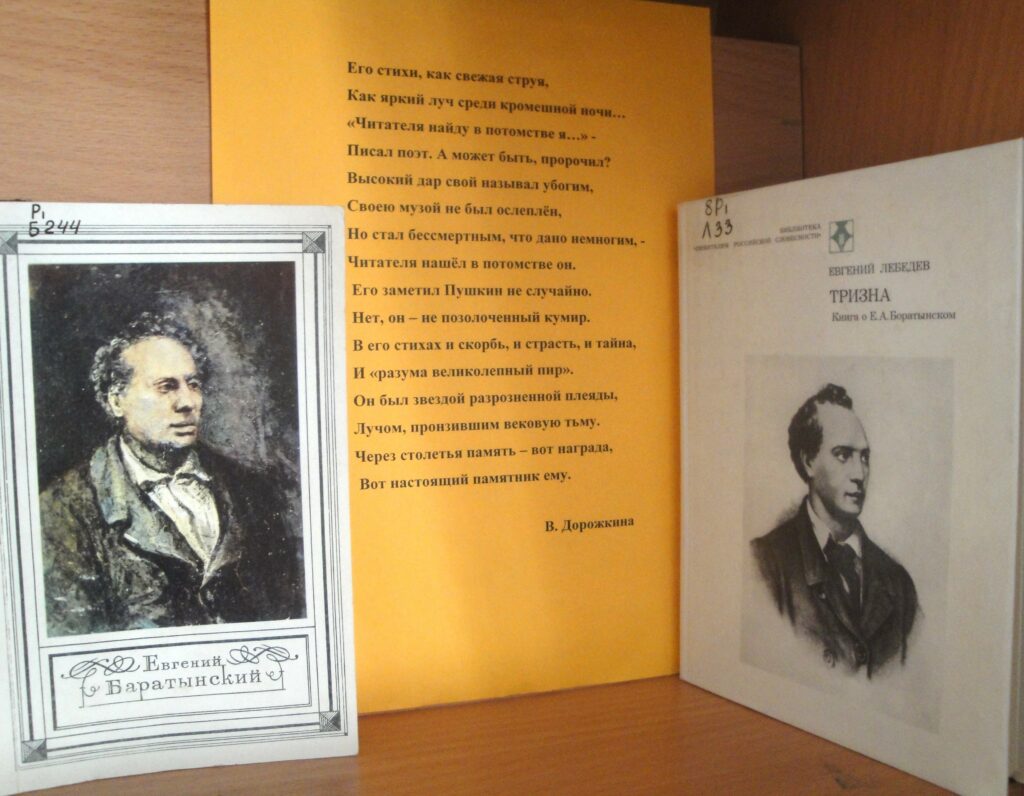 Р1
Б 244
Евгений
Баратынский
Его стихи, как свежая струя,
Как яркий луч среди кромешной ночи...
«Читателя найду в потомстве я...» -
Писал поэт. А может быть, пророчил?
Высокий дар свой называл убогим,
Своею музой не был ослеплён,
Но стал бессмертным, что дано немногим, -
Читателя нашёл в потомстве он.
Его заметил Пушкин не случайно.
Нет, он – не позолоченный кумир.
В его стихах и скорбь, и страсть, и тайна,
И «разума великолепный пир».
Он был звездой разрозненной плеяды,
Лучом, пронзившим вековую тьму.
Через столетья память – вот награда,
Вот настоящий памятник ему.
В. Дорожкина
8Р1
Л33
БИБЛИОТЕКА
«ЛЮБИТЕЛЯМ РОССИЙСКОЙ СЛОВЕСНОСТИ»
ЕВГЕНИЙ ЛЕБЕДЕВ
ТРИЗНА
Книга о Е.А.Боратынском